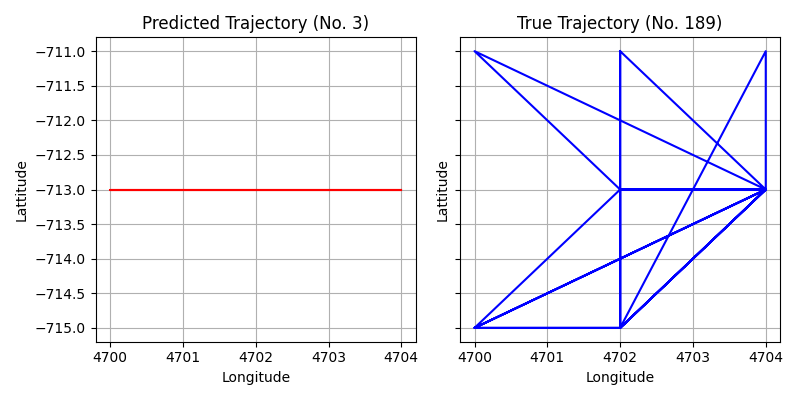 Predicted Trajectory (No. 3)
True Trajectory (No. 189)
Lattitude
−711.0
−711.5
−712.0
−712.5
−713.0
−713.5
−714.0
−714.5
−715.0
4700 4701 4702 4703 4704
Longitude
Lattitude
4700 4701 4702 4703 4704
Longitude